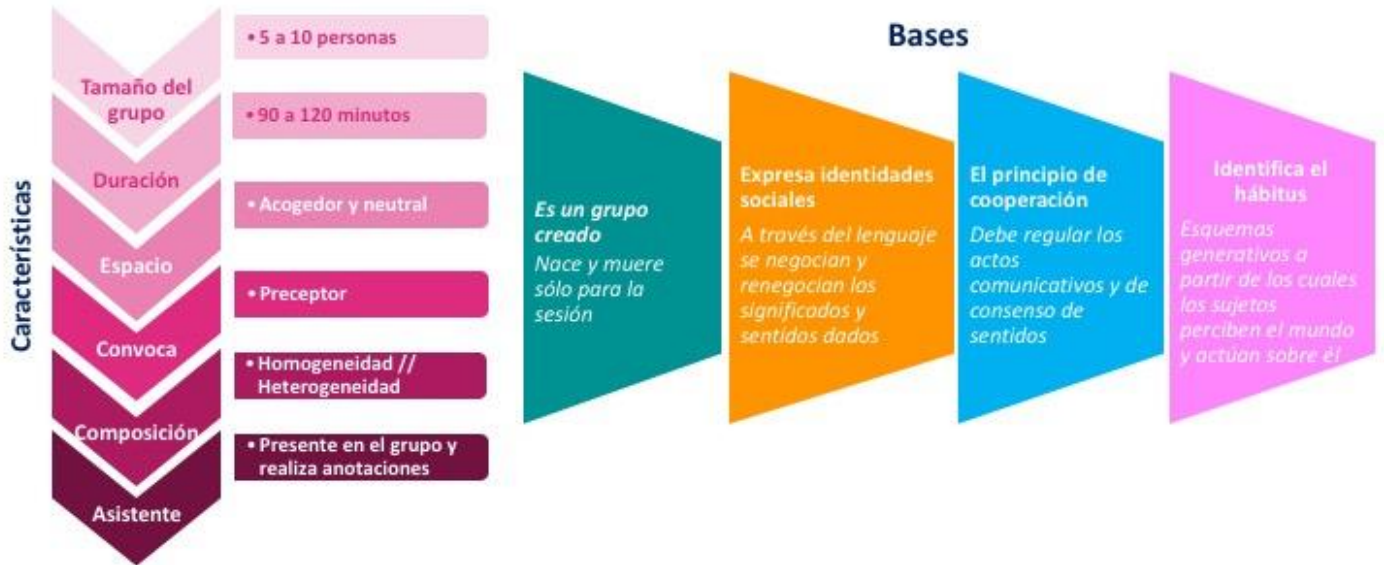 Características
Tamaño del
grupo
• 5 a 10 personas
Duración
• 90 a 120 minutos
Espacio
• Acogedor y neutral
Convoca
• Preceptor
Composición
• Homogeneidad //
Heterogeneidad
Asistente
• Presente en el grupo y
realiza anotaciones
Bases
Es un grupo
creado
Nace y muere
sólo para la
sesión
Expresa identidades
sociales
A través del lenguaje
se negocian y
renegocian los
significados y
sentidos dados
El principio de
cooperación
Debe regular los
actos
comunicativos y de
consenso de
sentidos
Identifica el
hábitus
Esquemas
generativos a
partir de los cuales
los sujetos
perciben el mundo
y actúan sobre él